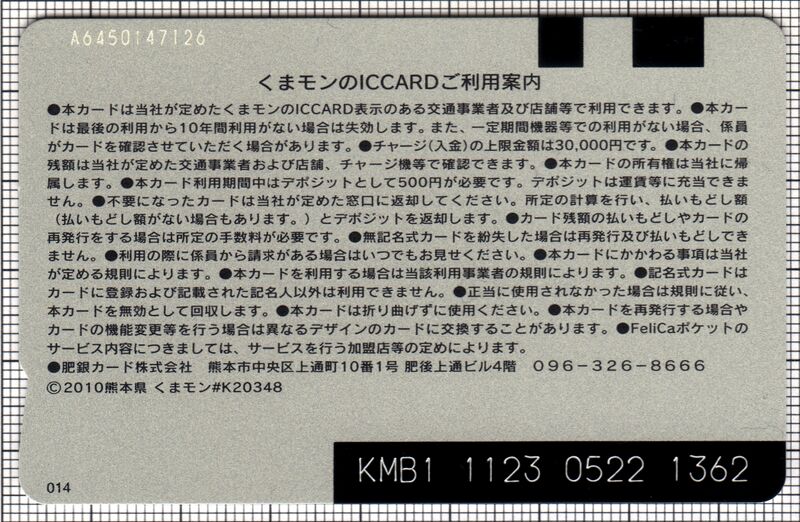 A6450147126
くまモンのICCARDご利用案内
●本カードは当社が定めたくまモンのICCARD表示のある交通事業者及び店舗等で利用できます。●本カー
ドは最後の利用から10年間利用がない場合は失効します。また、一定期間機器等での利用がない場合、係員
がカードを確認させていただく場合があります。●チャージ(入金)の上限金額は30,000円です。●本カードの
残額は当社が定めた交通事業者および店舗、チャージ機等で確認できます。●本カードの所有権は当社に帰
属します。●本カード利用期間中はデポジットとして500円が必要です。デポジットは運賃等に充当できま
せん。●不要になったカードは当社が定めた窓口に返却してください。所定の計算を行い、払いもどし額
(払いもどし額がない場合もあります。)とデポジットを返却します。●カード残額の払いもどしやカードの
再発行をする場合は所定の手数料が必要です。●無記名式カードを紛失した場合は再発行及び払いもどしでき
ません。●利用の際に係員から請求がある場合はいつでもお見せください。●本カードにかかわる事項は当社
が定める規則によります。●本カードを利用する場合は当該利用事業者の規則によります。●記名式カードは
カードに登録および記載された記名人以外は利用できません。●正当に使用されなかった場合は規則に従い、
本カードを無効として回収します。●本カードは折り曲げずに使用ください。●本カードを再発行する場合や
カードの機能変更等を行う場合は異なるデザインのカードに交換することがあります。●FeliCaポケットの
サービス内容につきましては、サービスを行う加盟店等の定めによります。
●肥銀カード株式会社 熊本市中央区上通町10番1号 肥後上通ビル4階 096-326-8666
©2010熊本県 くまモン#K20348
KMB1 1123 0522 1362
014